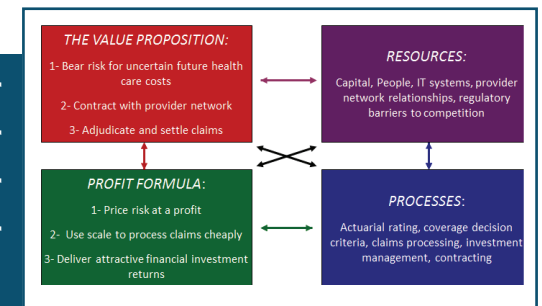 THE VALUE PROPOSITION:
1- Bear risk for uncertain future health
care costs
2- Contract with provider network
3- Adjudicate and settle claims
RESOURCES:
Capital, People, IT systems, provider
network relationships, regulatory
barriers to competition
PROFIT FORMULA:
1- Price risk at a profit
2- Use scale to process claims cheaply
3- Deliver attractive financial investment
returns
PROCESSES:
Actuarial rating, coverage decision
criteria, claims processing, investment
management, contracting